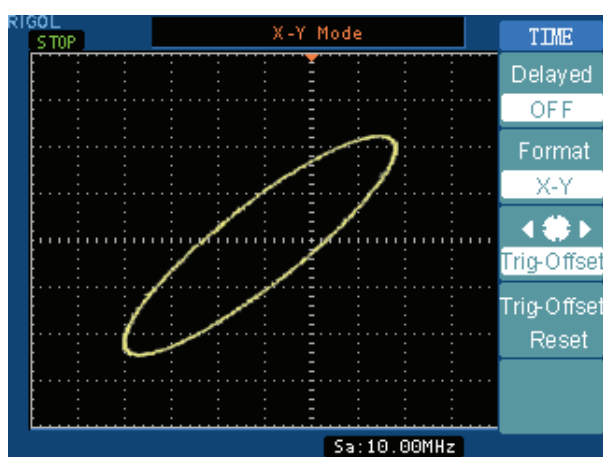 RIGOL
STOP
X-Y Mode
TIME
Delayed
OFF
Format
X-Y
Trig-Offset
Trig-Offset
Reset
Sa:10.00MHz